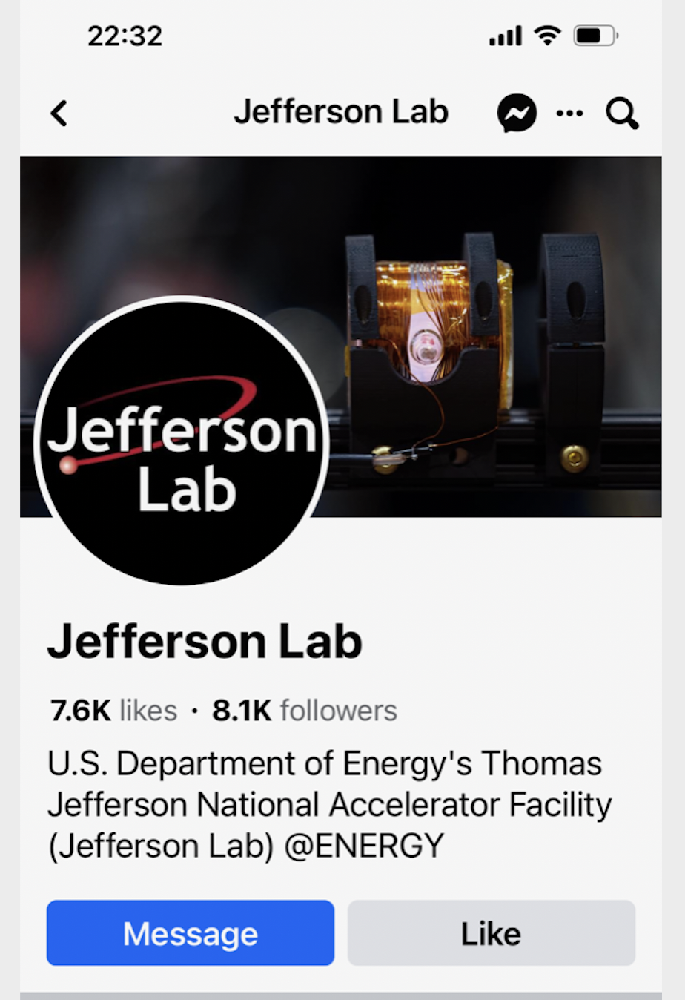 22:32
Jefferson Lab
Jefferson
Lab
Jefferson Lab
7.6K likes · 8.1K followers
U.S. Department of Energy's Thomas
Jefferson National Accelerator Facility
(Jefferson Lab) @ENERGY
Message
Like